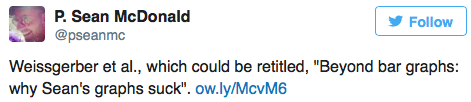 P. Sean McDonald
@pseanmc
Follow
Weissgerber et al., which could be retitled, "Beyond bar graphs:
why Sean's graphs suck". ow.ly/McvM6